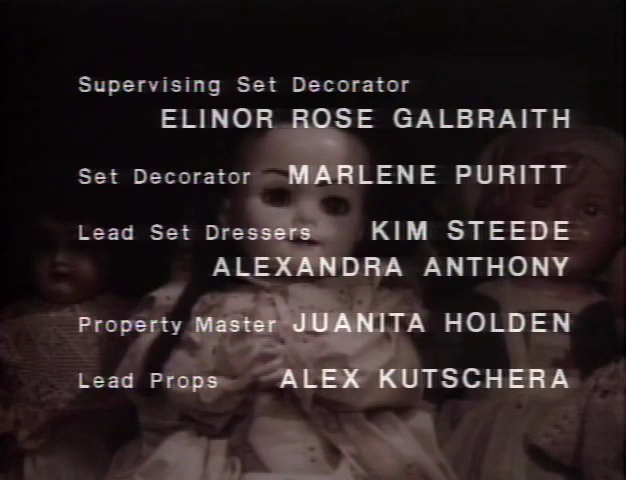 Supervising Set Decorator
ELINOR ROSE GALBRAITH
Set Decorator MARLENE PURITT
Lead Set Dressers KIM STEEDE
ALEXANDRA ANTHONY
Property Master JUANITA HOLDEN
Lead Props ALEX KUTSCHERA